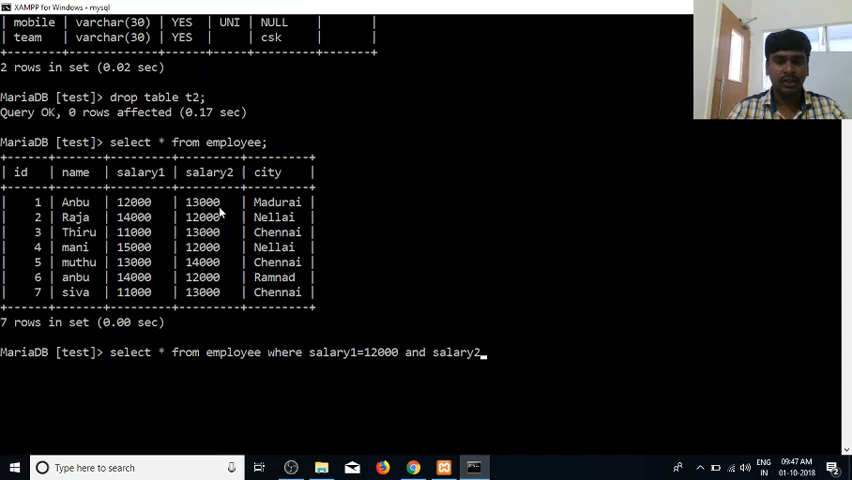 XAMPP for Windows - mysql
| mobile | varchar(30) | YES | UNI | NULL |
| team | varchar(30) | YES | | csk |
2 rows in set (0.02 sec)
MariaDB [test]> drop table t2;
Query OK, 0 rows affected (0.17 sec)
MariaDB [test]> select * from employee;
| id | name | salary1 | salary2 | city |
| 1 | Anbu | 12000 | 13000 | Madurai |
| 2 | Raja | 14000 | 12000 | Nellai |
| 3 | Thiru | 11000 | 13000 | Chennai |
| 4 | mani | 15000 | 12000 | Nellai |
| 5 | muthu | 13000 | 14000 | Chennai |
| 6 | anbu | 14000 | 12000 | Ramnad |
| 7 | siva | 11000 | 13000 | Chennai |
7 rows in set (0.00 sec)
MariaDB [test]> select * from employee where salary1=12000 and salary2_
Type here to search
ENG
IN
09:47 AM
01-10-2018
2